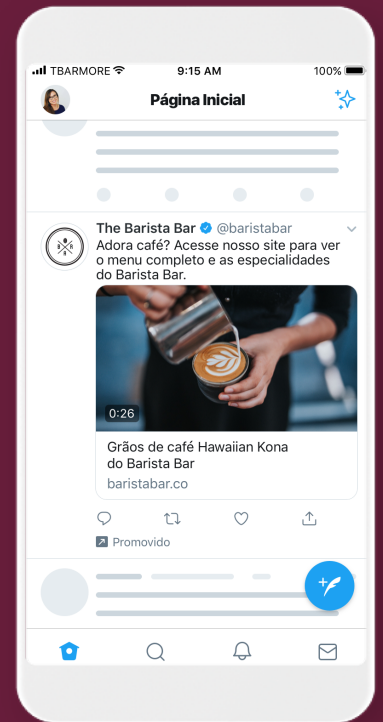 TBARMORE 9:15 AM 100%
Página Inicial
The Barista Bar @baristabar
Adora café? Acesse nosso site para ver
o menu completo e as especialidades
do Barista Bar.
0:26
Grãos de café Hawaiian Kona
do Barista Bar
baristabar.co
Promovido